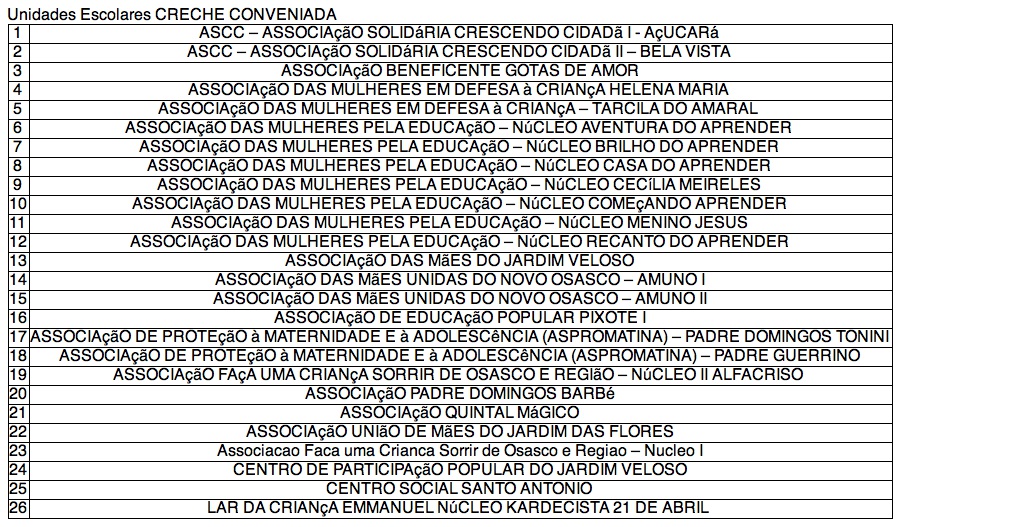 Unidades Escolares CRECHE CONVENIADA
1 ASCC – ASSOCIAçãO SOLIDáRIA CRESCENDO CIDADã I - AçUCARá
2 ASCC – ASSOCIAçãO SOLIDáRIA CRESCENDO CIDADã II – BELA VISTA
3 ASSOCIAçãO BENEFICENTE GOTAS DE AMOR
4 ASSOCIAçãO DAS MULHERES EM DEFESA à CRIANçA HELENA MARIA
5 ASSOCIAçãO DAS MULHERES EM DEFESA à CRIANçA – TARCILA DO AMARAL
6 ASSOCIAçãO DAS MULHERES PELA EDUCAçãO – NúCLEO AVENTURA DO APRENDER
7 ASSOCIAçãO DAS MULHERES PELA EDUCAçãO – NúCLEO BRILHO DO APRENDER
8 ASSOCIAçãO DAS MULHERES PELA EDUCAçãO – NúCLEO CASA DO APRENDER
9 ASSOCIAçãO DAS MULHERES PELA EDUCAçãO – NúCLEO CECíLIA MEIRELES
10 ASSOCIAçãO DAS MULHERES PELA EDUCAçãO – NúCLEO COMEçANDO APRENDER
11 ASSOCIAçãO DAS MULHERES PELA EDUCAçãO – NúCLEO MENINO JESUS
12 ASSOCIAçãO DAS MULHERES PELA EDUCAçãO – NúCLEO RECANTO DO APRENDER
13 ASSOCIAçãO DAS MãES DO JARDIM VELOSO
14 ASSOCIAçãO DAS MãES UNIDAS DO NOVO OSASCO – AMUNO I
15 ASSOCIAçãO DAS MãES UNIDAS DO NOVO OSASCO – AMUNO II
16 ASSOCIAçãO DE EDUCAçãO POPULAR PIXOTE I
17 ASSOCIAçãO DE PROTEçãO à MATERNIDADE E à ADOLESCêNCIA (ASPROMATINA) – PADRE DOMINGOS TONINI
18 ASSOCIAçãO DE PROTEçãO à MATERNIDADE E à ADOLESCêNCIA (ASPROMATINA) – PADRE GUERRINO
19 ASSOCIAçãO FAçA UMA CRIANçA SORRIR DE OSASCO E REGIãO – NúCLEO II ALFACRISO
20 ASSOCIAçãO PADRE DOMINGOS BARBé
21 ASSOCIAçãO QUINTAL MáGICO
22 ASSOCIAçãO UNIãO DE MãES DO JARDIM DAS FLORES
23 Associacao Faca uma Crianca Sorrir de Osasco e Regiao – Nucleo I
24 CENTRO DE PARTICIPAçãO POPULAR DO JARDIM VELOSO
25 CENTRO SOCIAL SANTO ANTONIO
26 LAR DA CRIANçA EMMANUEL NúCLEO KARDECISTA 21 DE ABRIL